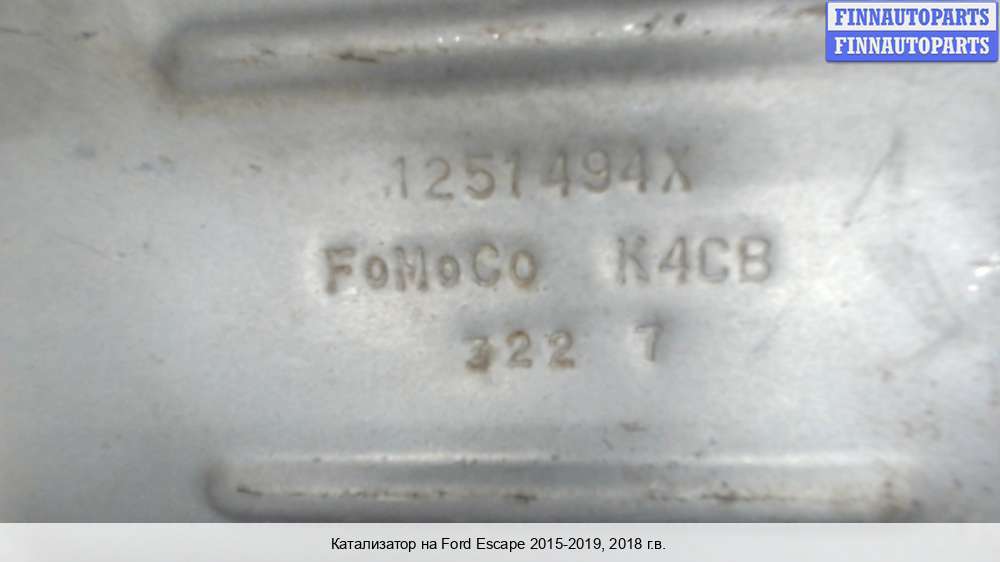 FINNAUTOPARTS
FINNAUTOPARTS
1251494X
FoMoCo K4CB
322 7
Катализатор на Ford Escape 2015-2019, 2018 г.в.